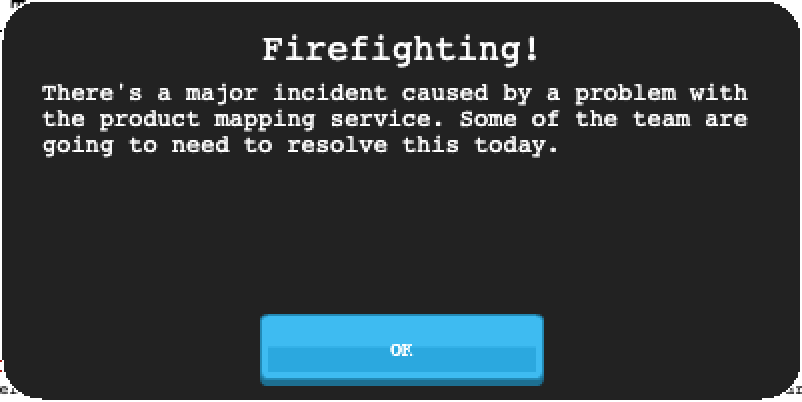 Firefighting!
There's a major incident caused by a problem with
the product mapping service. Some of the team are
going to need to resolve this today.
OK